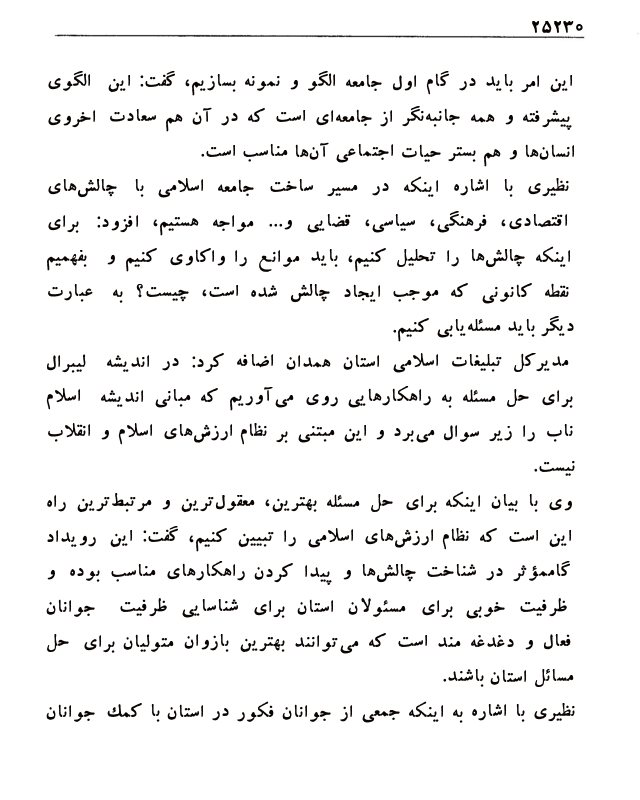 ۲۵۲۳۰
این امر باید در گام اول جامعه الگو و نمونه بسازیم، گفت: این الگوی
پیشرفته و همه جانبه‌نگر از جامعه‌ای است که در آن هم سعادت اخروی
انسان‌ها و هم بستر حیات اجتماعی آن‌ها مناسب است.
نظیری با اشاره اینکه در مسیر ساخت جامعه اسلامی با چالش‌های
اقتصادی، فرهنگی، سیاسی، قضایی و... مواجه هستیم، افزود: برای
اینکه چالش‌ها را تحلیل کنیم، باید موانع را واکاوی کنیم و بفهمیم
نقطه کانونی که موجب ایجاد چالش شده است، چیست؟ به عبارت
دیگر باید مسئله‌یابی کنیم.
مدیرکل تبلیغات اسلامی استان همدان اضافه کرد: در اندیشه لیبرال
برای حل مسئله به راهکارهایی روی می‌آوریم که مبانی اندیشه اسلام
ناب را زیر سوال می‌برد و این مبتنی بر نظام ارزش‌های اسلام و انقلاب
نیست.
وی با بیان اینکه برای حل مسئله بهترین، معقول‌ترین و مرتبط‌ترین راه
این است که نظام ارزش‌های اسلامی را تبیین کنیم، گفت: این رویداد
گاممؤثر در شناخت چالش‌ها و پیدا کردن راهکارهای مناسب بوده و
ظرفیت خوبی برای مسئولان استان برای شناسایی ظرفیت جوانان
فعال و دغدغه مند است که می‌توانند بهترین بازوان متولیان برای حل
مسائل استان باشند.
نظیری با اشاره به اینکه جمعی از جوانان فکور در استان با کمك جوانان